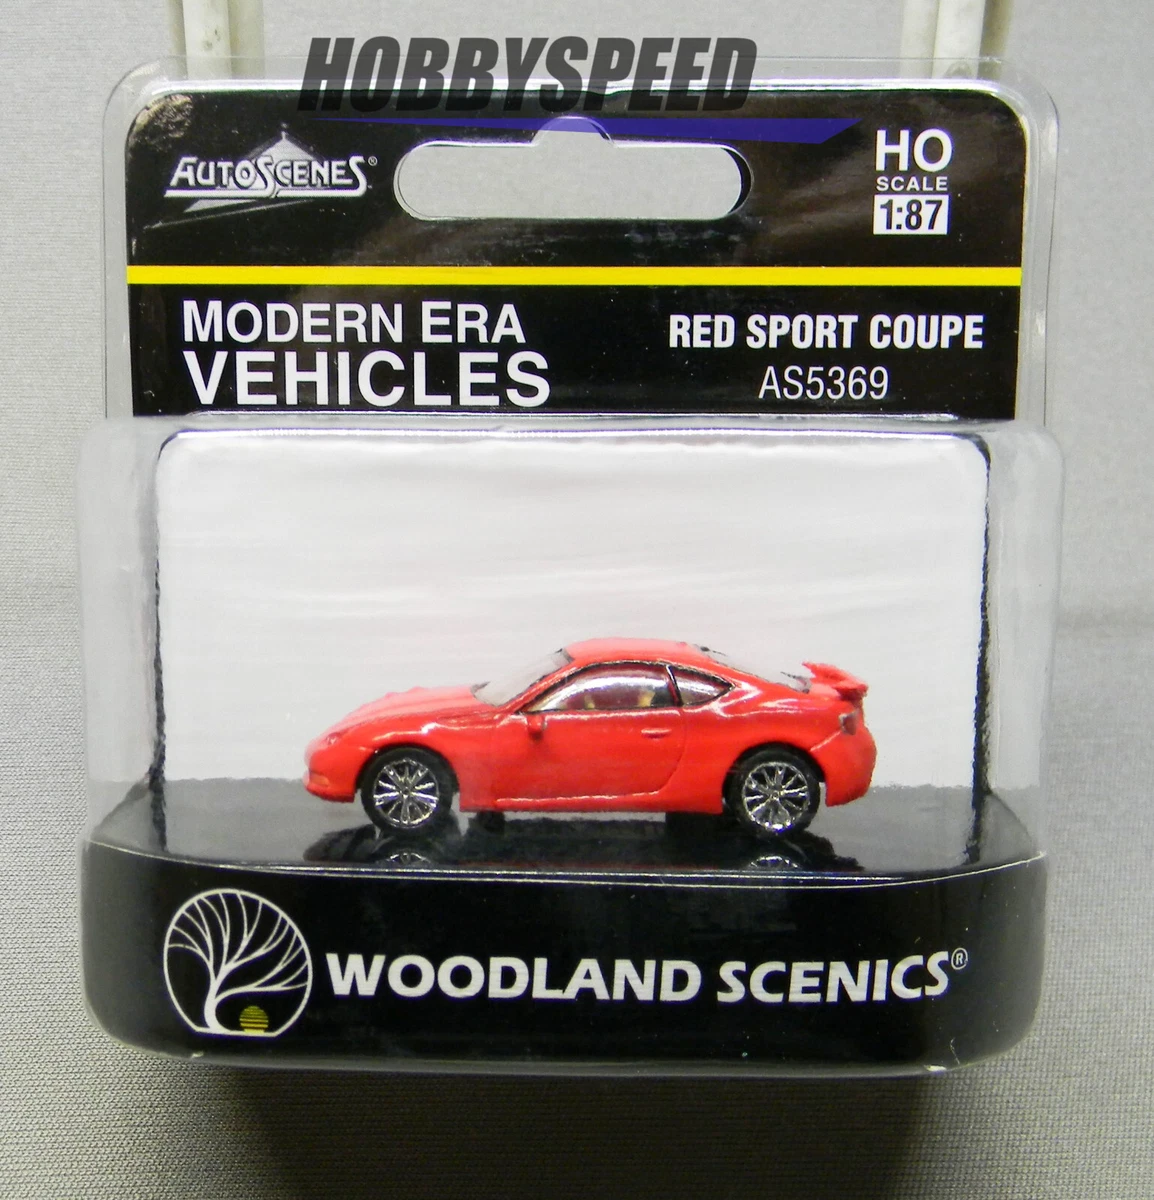 HOBBYSPEED
AUTOSCENES®
HO
SCALE
1:87
MODERN ERA
VEHICLES
RED SPORT COUPE
AS5369
WOODLAND SCENICS®